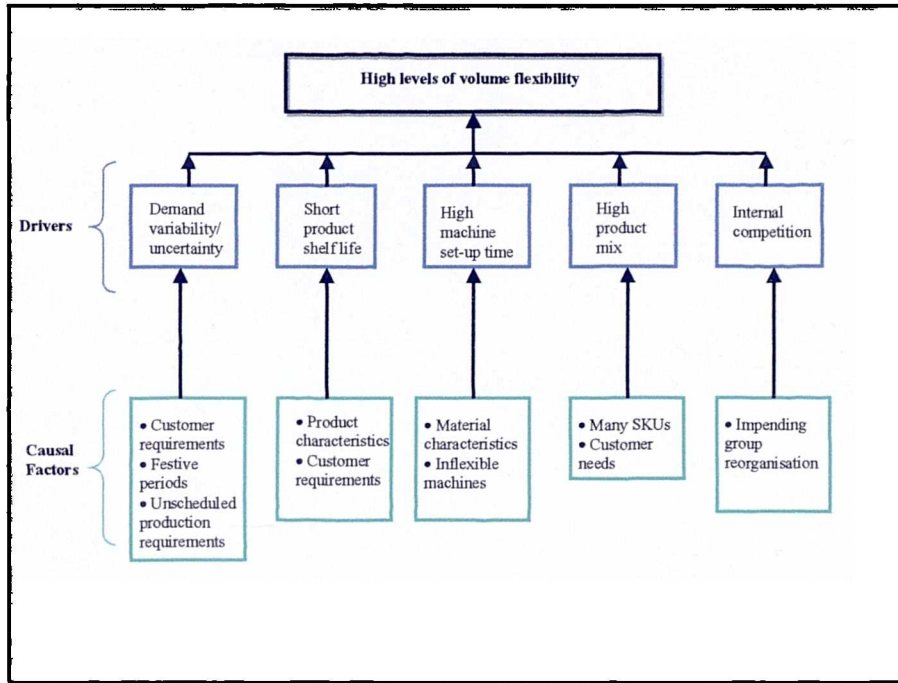 High levels of volume flexibility
Drivers
Demand
variability/
uncertainty
Short
product
shelf life
High
machine
set-up time
High
product
mix
Internal
competition
Causal
Factors
• Customer
requirements
• Festive
periods
• Unscheduled
production
requirements
• Product
characteristics
• Customer
requirements
• Material
characteristics
• Inflexible
machines
• Many SKUs
• Customer
needs
• Impending
group
reorganisation